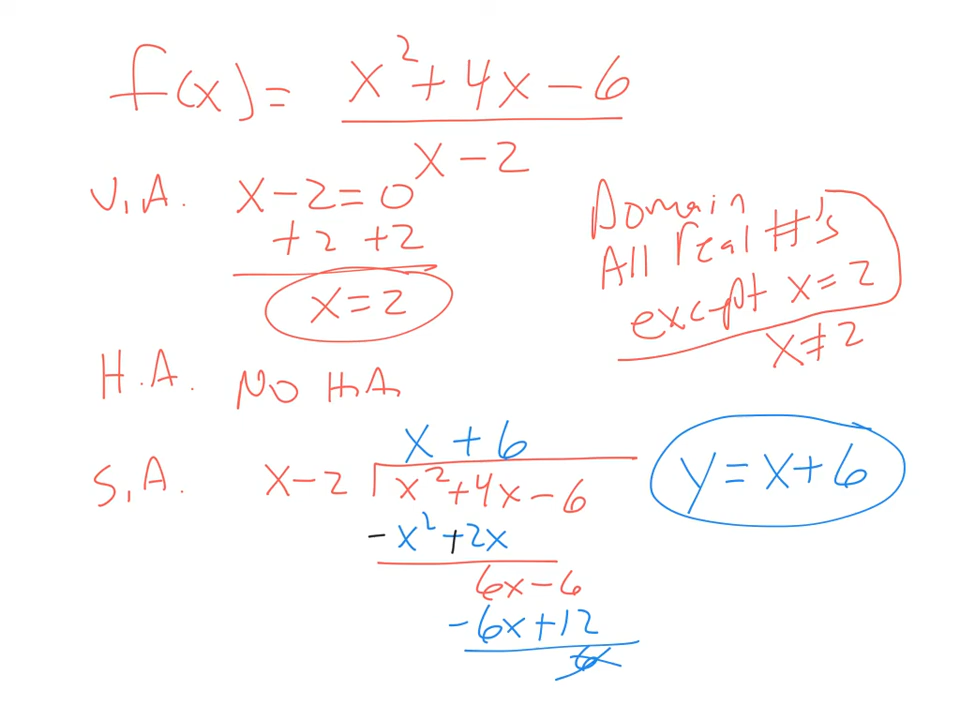 f(x) = x² + 4x − 6
x − 2
V.A. x − 2 = 0
+2 +2
x = 2
Domain
All real #'s
except x = 2
x ≠ 2
H.A. NO H.A.
x + 6
S.A. x − 2 x² + 4x − 6
− x² + 2x
6x − 6
− 6x + 12
6
y = x + 6